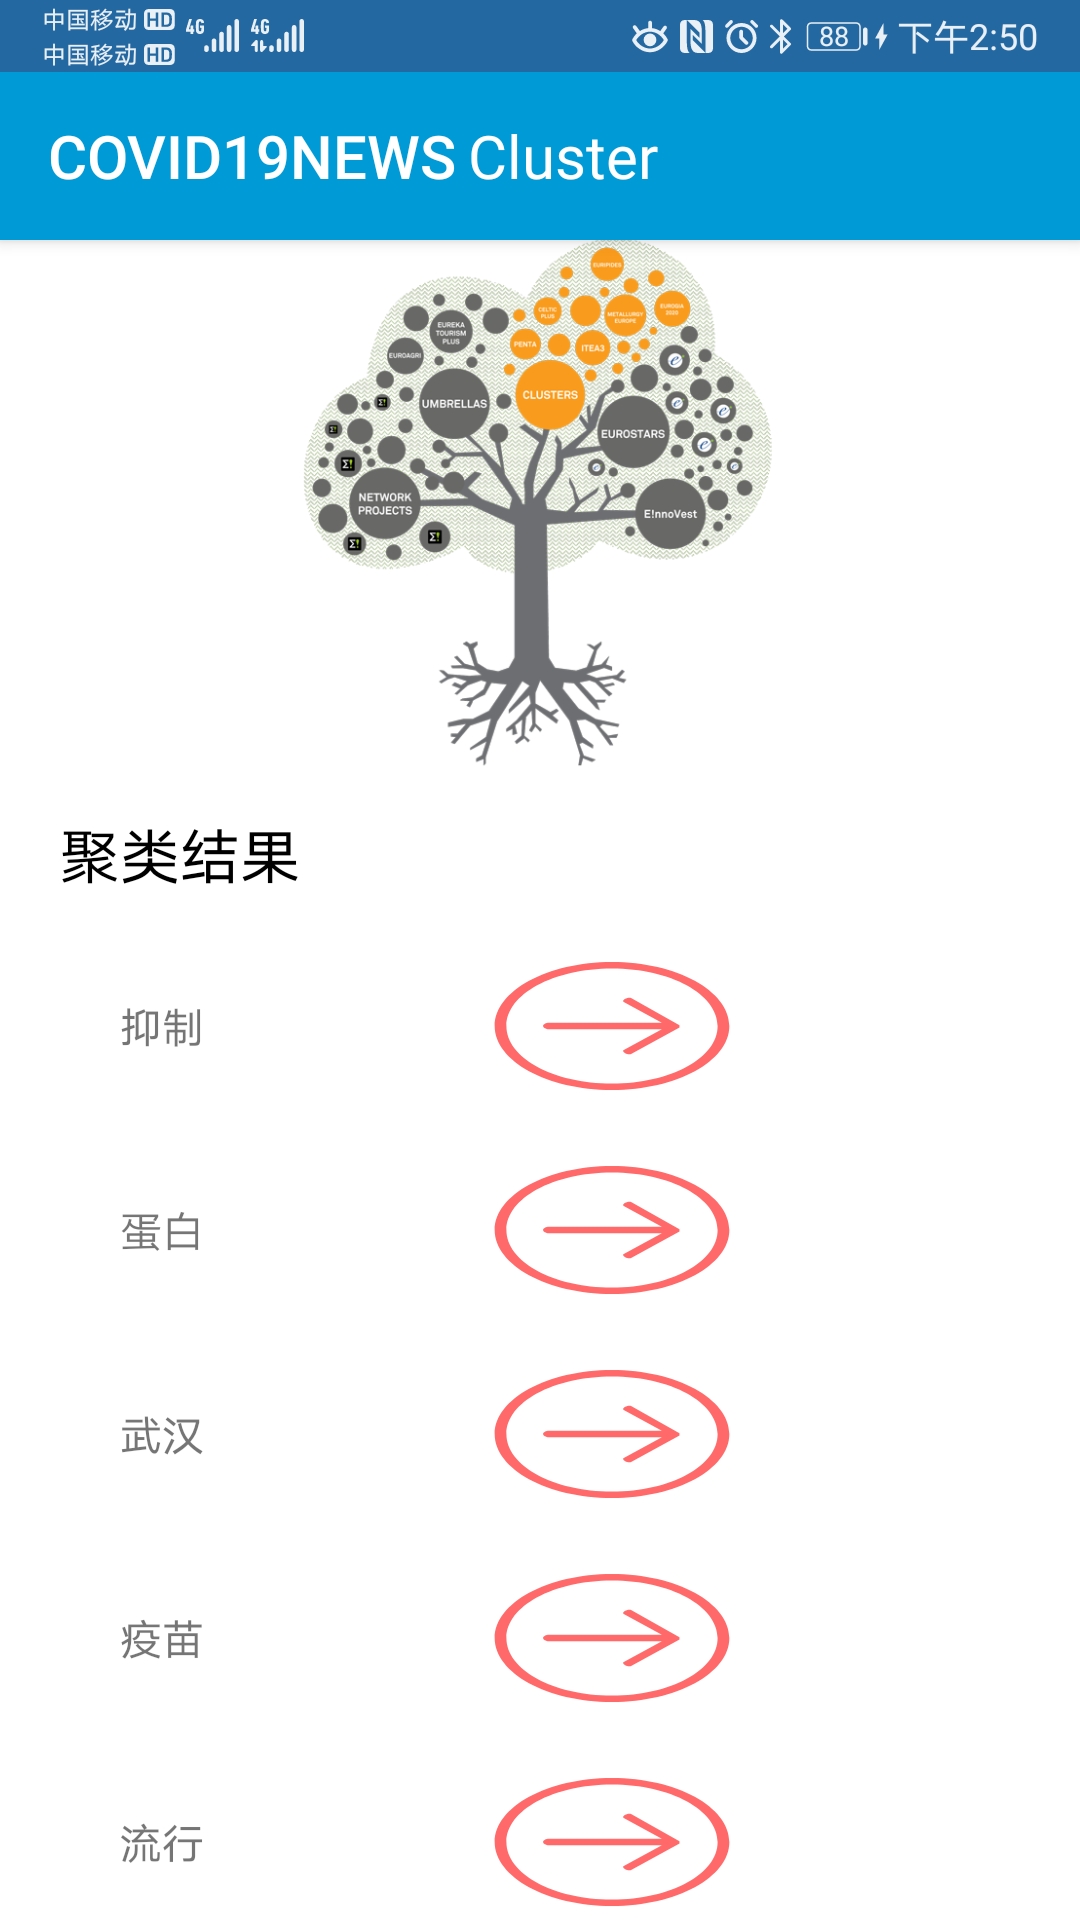 中国移动 HD 4G 4G 88 下午2:50
中国移动 HD
COVID19NEWS Cluster
EURIPIDES
CELTIC PLUS
METALLURGY EUROPE
EUROSIA 2020
EUREKA TOURISM PLUS
PENTA
ITEA3
EUROAGRI
CLUSTERS
UMBRELLAS
EUROSTARS
NETWORK PROJECTS
E!nnoVest
聚类结果
抑制
蛋白
武汉
疫苗
流行